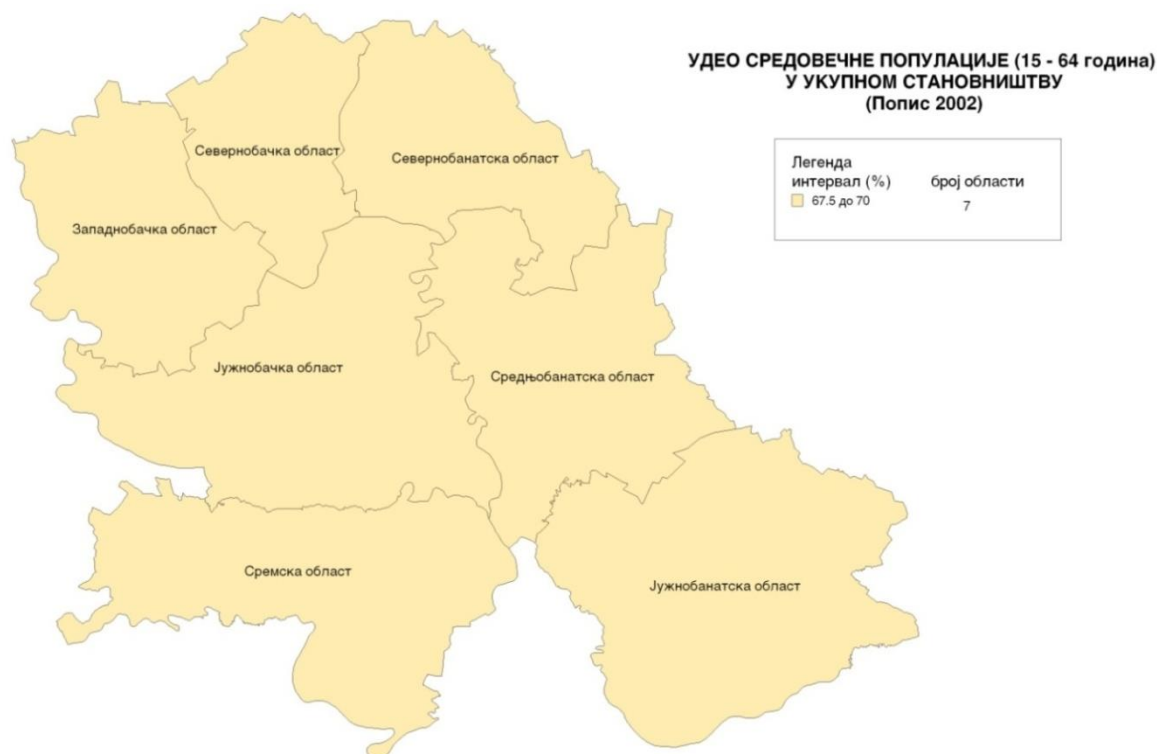 УДЕО СРЕДОВЕЧНЕ ПОПУЛАЦИЈЕ (15 - 64 година)
У УКУПНОМ СТАНОВНИШТВУ
(Попис 2002)
Легенда
интервал (%) број области
67.5 до 70 7
Севернобачка област
Севернобанатска област
Западнобачка област
Јужнобачка област
Средњобанатска област
Сремска област
Јужнобанатска област